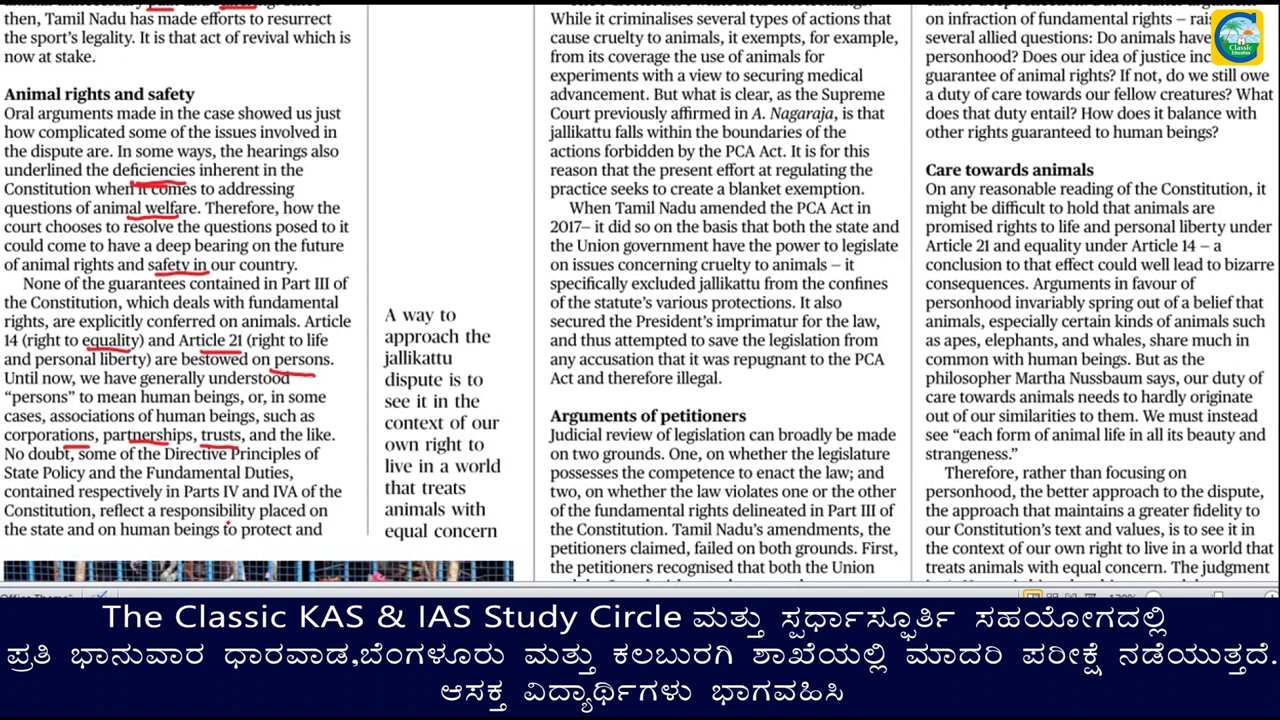 then, Tamil Nadu has made efforts to resurrect
the sport's legality. It is that act of revival which is
now at stake.
Animal rights and safety
Oral arguments made in the case showed us just
how complicated some of the issues involved in
the dispute are. In some ways, the hearings also
underlined the deficiencies inherent in the
Constitution when it comes to addressing
questions of animal welfare. Therefore, how the
court chooses to resolve the questions posed to it
could come to have a deep bearing on the future
of animal rights and safety in our country.
None of the guarantees contained in Part III of
the Constitution, which deals with fundamental
rights, are explicitly conferred on animals. Article
14 (right to equality) and Article 21 (right to life
and personal liberty) are bestowed on persons.
Until now, we have generally understood
“persons” to mean human beings, or, in some
cases, associations of human beings, such as
corporations, partnerships, trusts, and the like.
No doubt, some of the Directive Principles of
State Policy and the Fundamental Duties,
contained respectively in Parts IV and IVA of the
Constitution, reflect a responsibility placed on
the state and on human beings to protect and
A way to
approach the
jallikattu
dispute is to
see it in the
context of our
own right to
live in a world
that treats
animals with
equal concern
While it criminalises several types of actions that
cause cruelty to animals, it exempts, for example,
from its coverage the use of animals for
experiments with a view to securing medical
advancement. But what is clear, as the Supreme
Court previously affirmed in A. Nagaraja, is that
jallikattu falls within the boundaries of the
actions forbidden by the PCA Act. It is for this
reason that the present effort at regulating the
practice seeks to create a blanket exemption.
When Tamil Nadu amended the PCA Act in
2017— it did so on the basis that both the state and
the Union government have the power to legislate
on issues concerning cruelty to animals — it
specifically excluded jallikattu from the confines
of the statute's various protections. It also
secured the President's imprimatur for the law,
and thus attempted to save the legislation from
any accusation that it was repugnant to the PCA
Act and therefore illegal.
Arguments of petitioners
Judicial review of legislation can broadly be made
on two grounds. One, on whether the legislature
possesses the competence to enact the law; and
two, on whether the law violates one or the other
of the fundamental rights delineated in Part III of
the Constitution. Tamil Nadu's amendments, the
petitioners claimed, failed on both grounds. First,
the petitioners recognised that both the Union
on infraction of fundamental rights —
several allied questions: Do animals have
personhood? Does our idea of justice
guarantee of animal rights? If not, do we still owe
a duty of care towards our fellow creatures? What
does that duty entail? How does it balance with
other rights guaranteed to human beings?
Care towards animals
On any reasonable reading of the Constitution, it
might be difficult to hold that animals are
promised rights to life and personal liberty under
Article 21 and equality under Article 14 — a
conclusion to that effect could well lead to bizarre
consequences. Arguments in favour of
personhood invariably spring out of a belief that
animals, especially certain kinds of animals such
as apes, elephants, and whales, share much in
common with human beings. But as the
philosopher Martha Nussbaum says, our duty of
care towards animals needs to hardly originate
out of our similarities to them. We must instead
see “each form of animal life in all its beauty and
strangeness.”
Therefore, rather than focusing on
personhood, the better approach to the dispute,
the approach that maintains a greater fidelity to
our Constitution's text and values, is to see it in
the context of our own right to live in a world that
treats animals with equal concern. The judgment
Classic
Education
The Classic KAS & IAS Study Circle ಮತ್ತು ಸ್ಪರ್ಧಾಸ್ಫೂರ್ತಿ ಸಹಯೋಗದಲ್ಲಿ
ಪ್ರತಿ ಭಾನುವಾರ ಧಾರವಾಡ,ಬೆಂಗಳೂರು ಮತ್ತು ಕಲಬುರಗಿ ಶಾಖೆಯಲ್ಲಿ ಮಾದರಿ ಪರೀಕ್ಷೆ ನಡೆಯುತ್ತದೆ.
ಆಸಕ್ತ ವಿದ್ಯಾರ್ಥಿಗಳು ಭಾಗವಹಿಸಿ